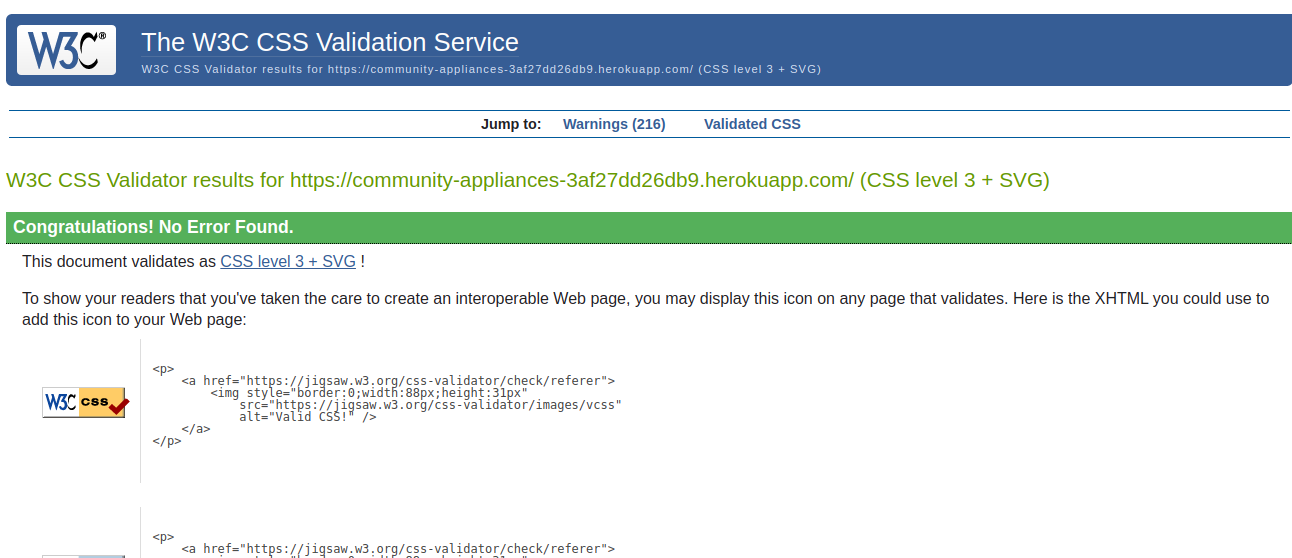 W3C®
The W3C CSS Validation Service
W3C CSS Validator results for https://community-appliances-3af27dd26db9.herokuapp.com/ (CSS level 3 + SVG)
Jump to: Warnings (216) Validated CSS
W3C CSS Validator results for https://community-appliances-3af27dd26db9.herokuapp.com/ (CSS level 3 + SVG)
Congratulations! No Error Found.
This document validates as CSS level 3 + SVG !
To show your readers that you've taken the care to create an interoperable Web page, you may display this icon on any page that validates. Here is the XHTML you could use to
add this icon to your Web page:
W3C css
<p>
<a href="https://jigsaw.w3.org/css-validator/check/referer">
<img style="border:0;width:88px;height:31px"
src="https://jigsaw.w3.org/css-validator/images/vcss"
alt="Valid CSS!" />
</a>
</p>
<p>
<a href="https://jigsaw.w3.org/css-validator/check/referer">